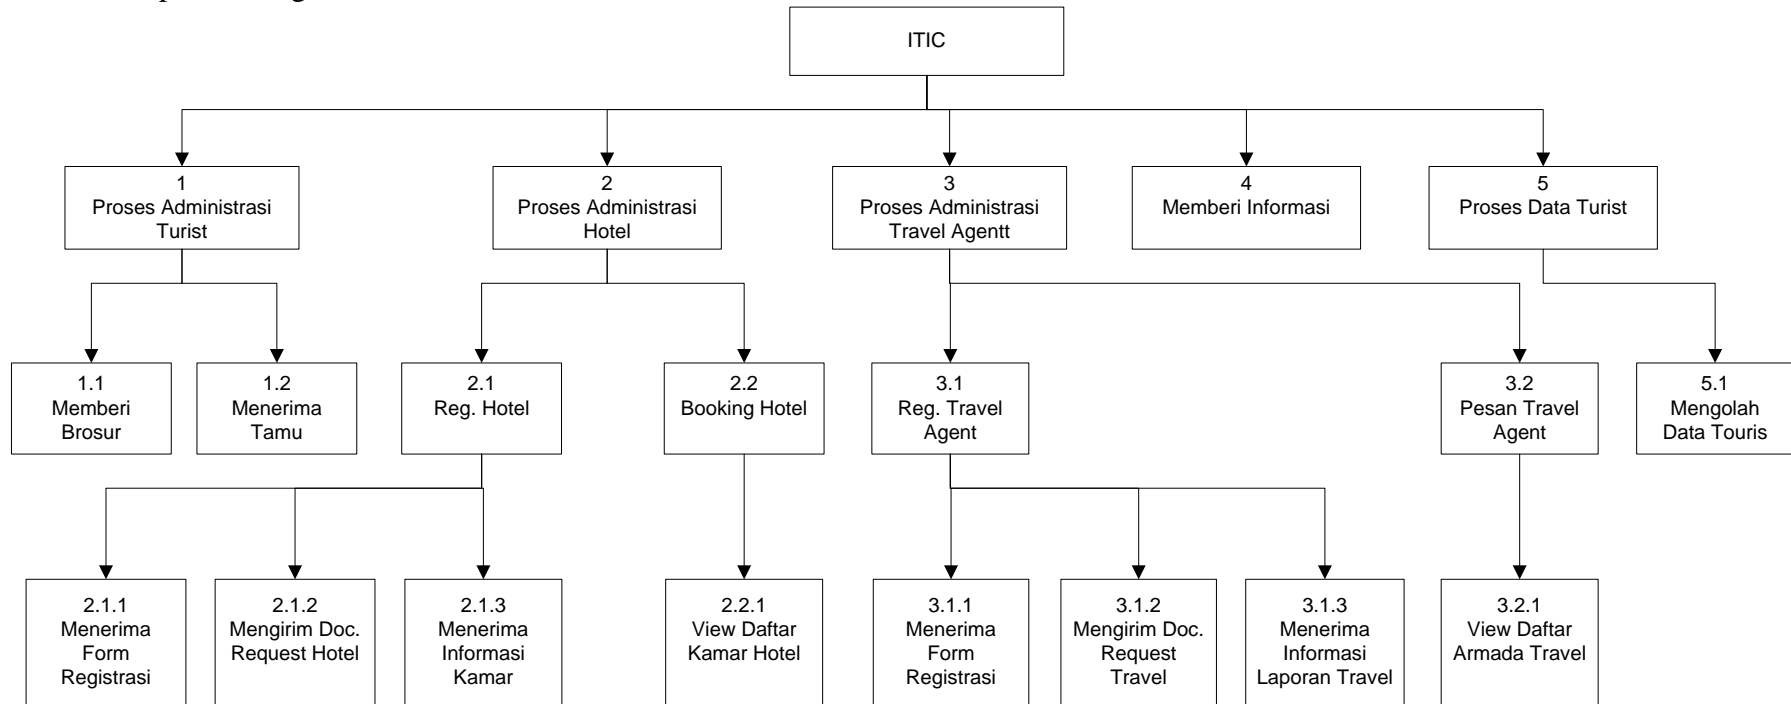 ITIC
1
Proses Administrasi
Turist
2
Proses Administrasi
Hotel
3
Proses Administrasi
Travel Agentt
4
Memberi Informasi
5
Proses Data Turist
1.1
Memberi
Brosur
1.2
Menerima
Tamu
2.1
Reg. Hotel
2.2
Booking Hotel
3.1
Reg. Travel
Agent
3.2
Pesan Travel
Agent
5.1
Mengolah
Data Touris
2.1.1
Menerima
Form
Registrasi
2.1.2
Mengirim Doc.
Request Hotel
2.1.3
Menerima
Informasi
Kamar
2.2.1
View Daftar
Kamar Hotel
3.1.1
Menerima
Form
Registrasi
3.1.2
Mengirim Doc.
Request
Travel
3.1.3
Menerima
Informasi
Laporan Travel
3.2.1
View Daftar
Armada Travel